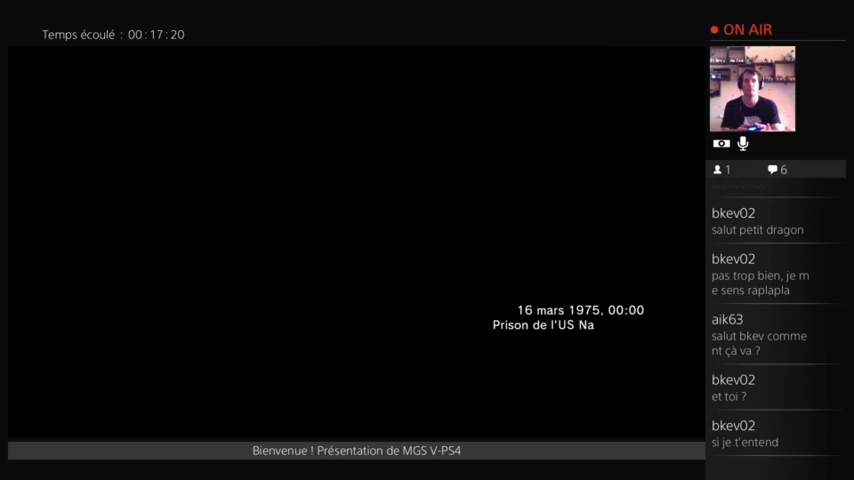 Temps écoulé : 00:17:20
ON AIR
1
6
bkev02
salut petit dragon
bkev02
pas trop bien, je m
e sens raplapla
aik63
salut bkev comme
nt çà va ?
bkev02
et toi ?
bkev02
si je t'entend
16 mars 1975, 00:00
Prison de l'US Na
Bienvenue ! Présentation de MGS V-PS4